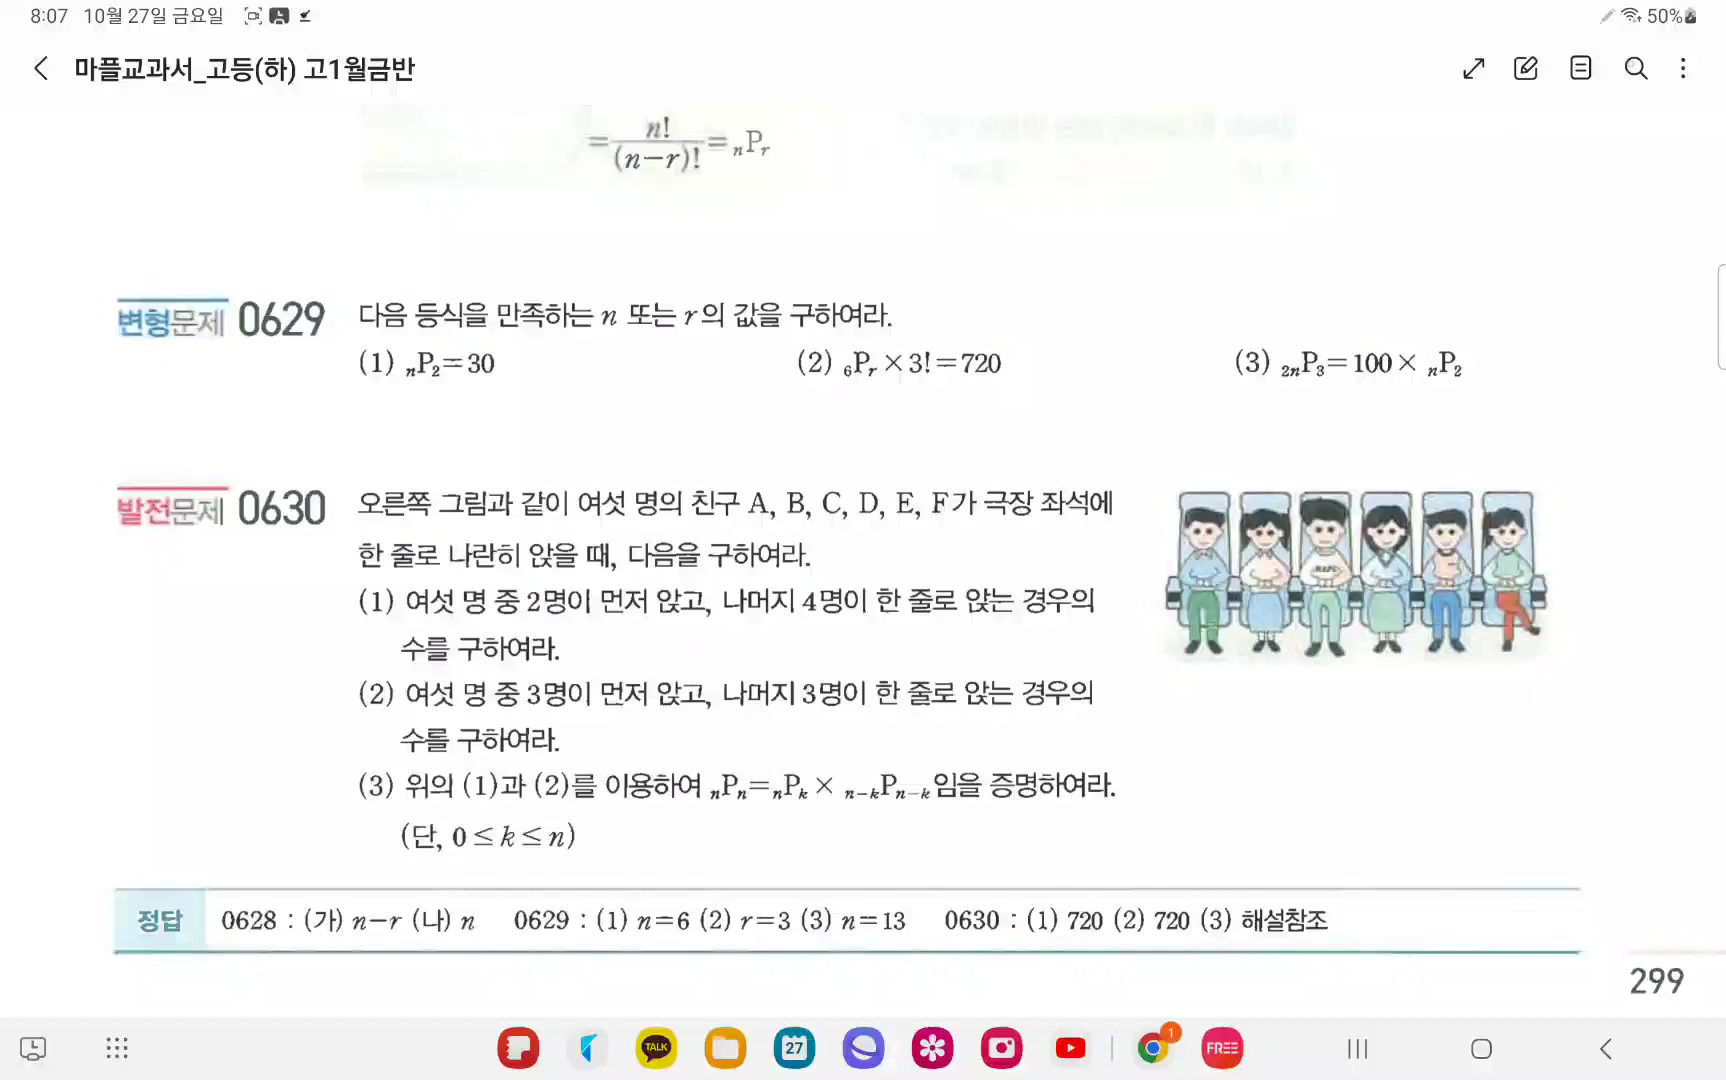 8:07 10월 27일 금요일
50%
마플교과서_고등(하) 고1월금반
= n!/(n−r)! = ₙPᵣ
변형문제 0629 다음 등식을 만족하는 n 또는 r의 값을 구하여라.
(1) ₙP₂=30 (2) ₆Pᵣ×3!=720 (3) ₂ₙP₃=100× ₙP₂
발전문제 0630 오른쪽 그림과 같이 여섯 명의 친구 A, B, C, D, E, F가 극장 좌석에
한 줄로 나란히 앉을 때, 다음을 구하여라.
(1) 여섯 명 중 2명이 먼저 앉고, 나머지 4명이 한 줄로 앉는 경우의
수를 구하여라.
(2) 여섯 명 중 3명이 먼저 앉고, 나머지 3명이 한 줄로 앉는 경우의
수를 구하여라.
(3) 위의 (1)과 (2)를 이용하여 ₙPₙ=ₙPₖ× ₙ₋ₖPₙ₋ₖ임을 증명하여라.
(단, 0≤k≤n)
정답 0628 : (가) n−r (나) n 0629 : (1) n=6 (2) r=3 (3) n=13 0630 : (1) 720 (2) 720 (3) 해설참조
299
TALK
27
1
FREE